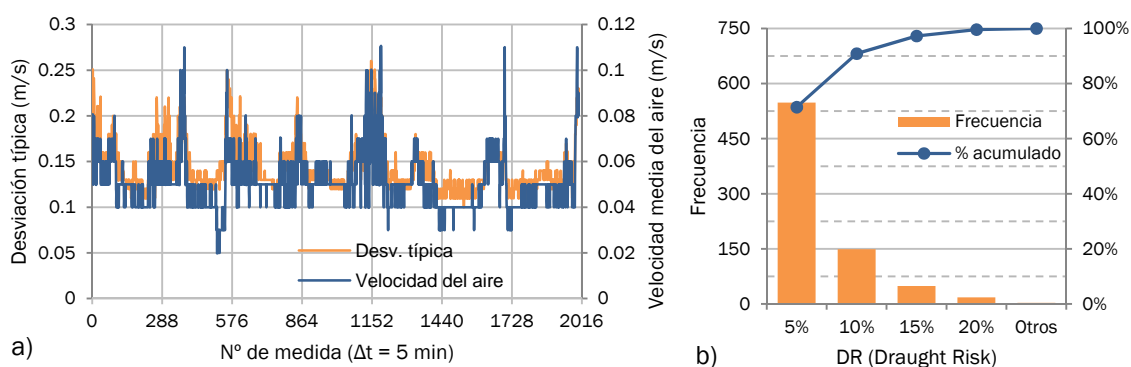 0.3
0.25
0.2
0.15
0.1
0.05
0
Desviación típica (m/s)
0.12
0.1
0.08
0.06
0.04
0.02
0
Velocidad media del aire (m/s)
Desv. típica
Velocidad del aire
0 288 576 864 1152 1440 1728 2016
Nº de medida (Δt = 5 min)
a)
750
600
450
300
150
0
Frecuencia
100%
80%
60%
40%
20%
0%
Frecuencia
% acumulado
5% 10% 15% 20% Otros
DR (Draught Risk)
b)